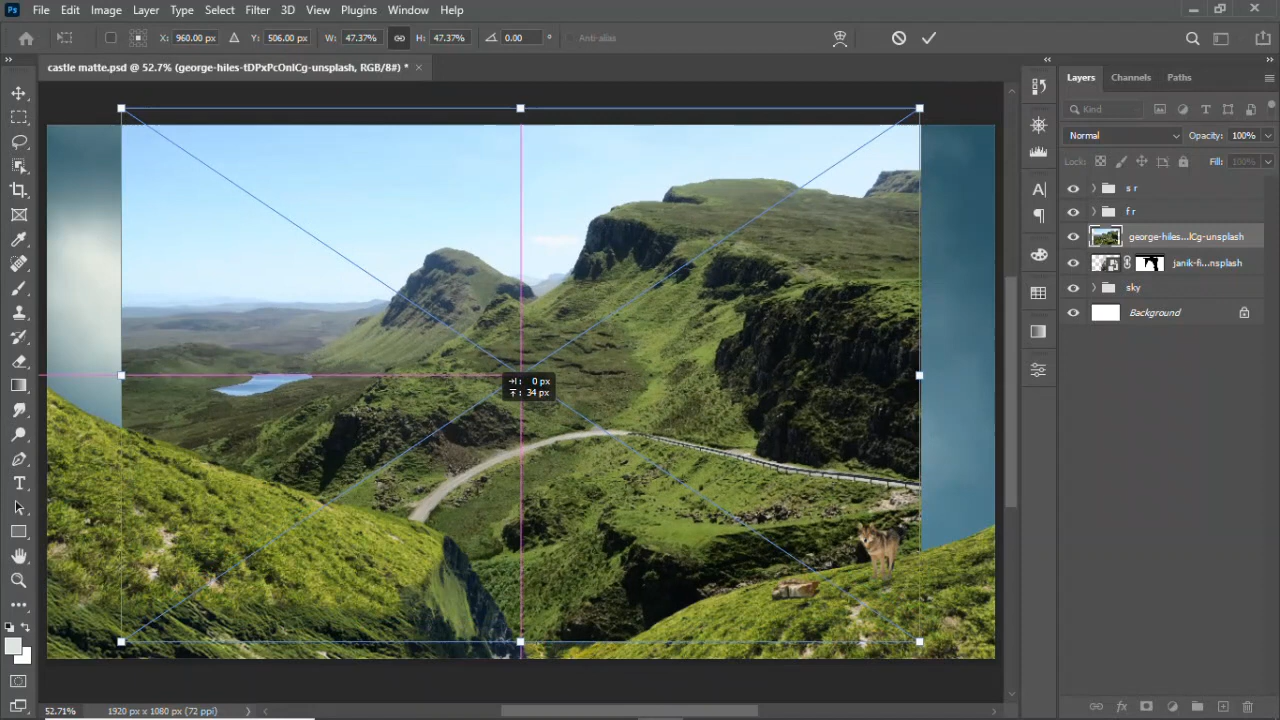 Ps File Edit Image Layer Type Select Filter 3D View Plugins Window Help
X: 960.00 px Y: 506.00 px W: 47.37% H: 47.37% 0.00 ° Anti-alias
castle matte.psd @ 52.7% (george-hiles-tDPxPcOnlCg-unsplash, RGB/8#) * ×
Layers Channels Paths
Kind
Normal Opacity: 100%
Lock: Fill: 100%
s r
f r
george-hiles...lCg-unsplash
janik-fi...nsplash
sky
Background
: 0 px
: 34 px
52.71% 1920 px x 1080 px (72 ppi)